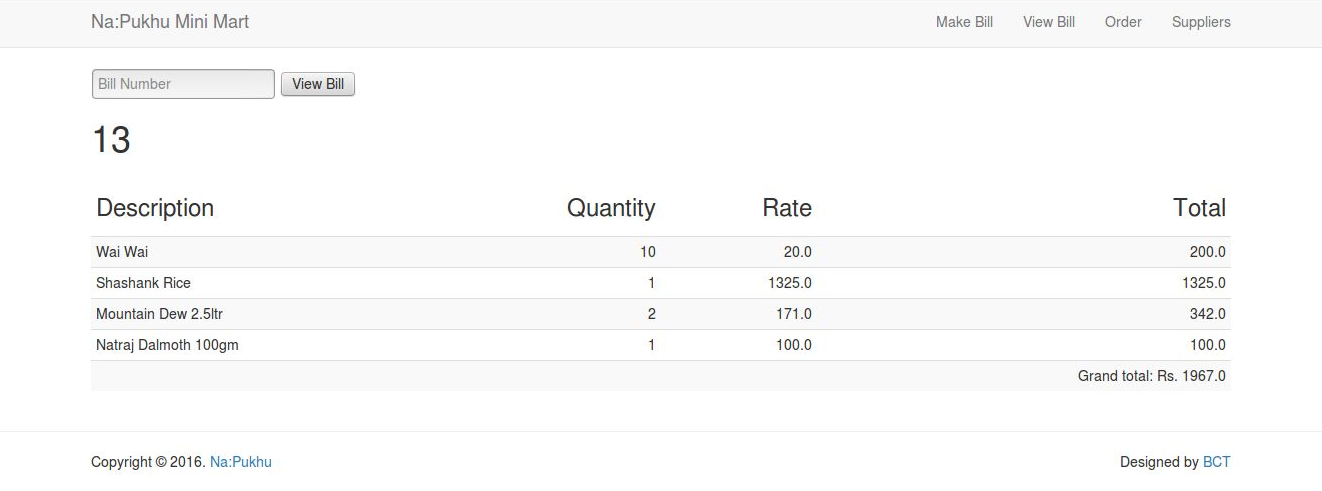 Na:Pukhu Mini Mart Make Bill View Bill Order Suppliers
Bill Number View Bill
13
Description Quantity Rate Total
Wai Wai 10 20.0 200.0
Shashank Rice 1 1325.0 1325.0
Mountain Dew 2.5ltr 2 171.0 342.0
Natraj Dalmoth 100gm 1 100.0 100.0
Grand total: Rs. 1967.0
Copyright © 2016. Na:Pukhu Designed by BCT